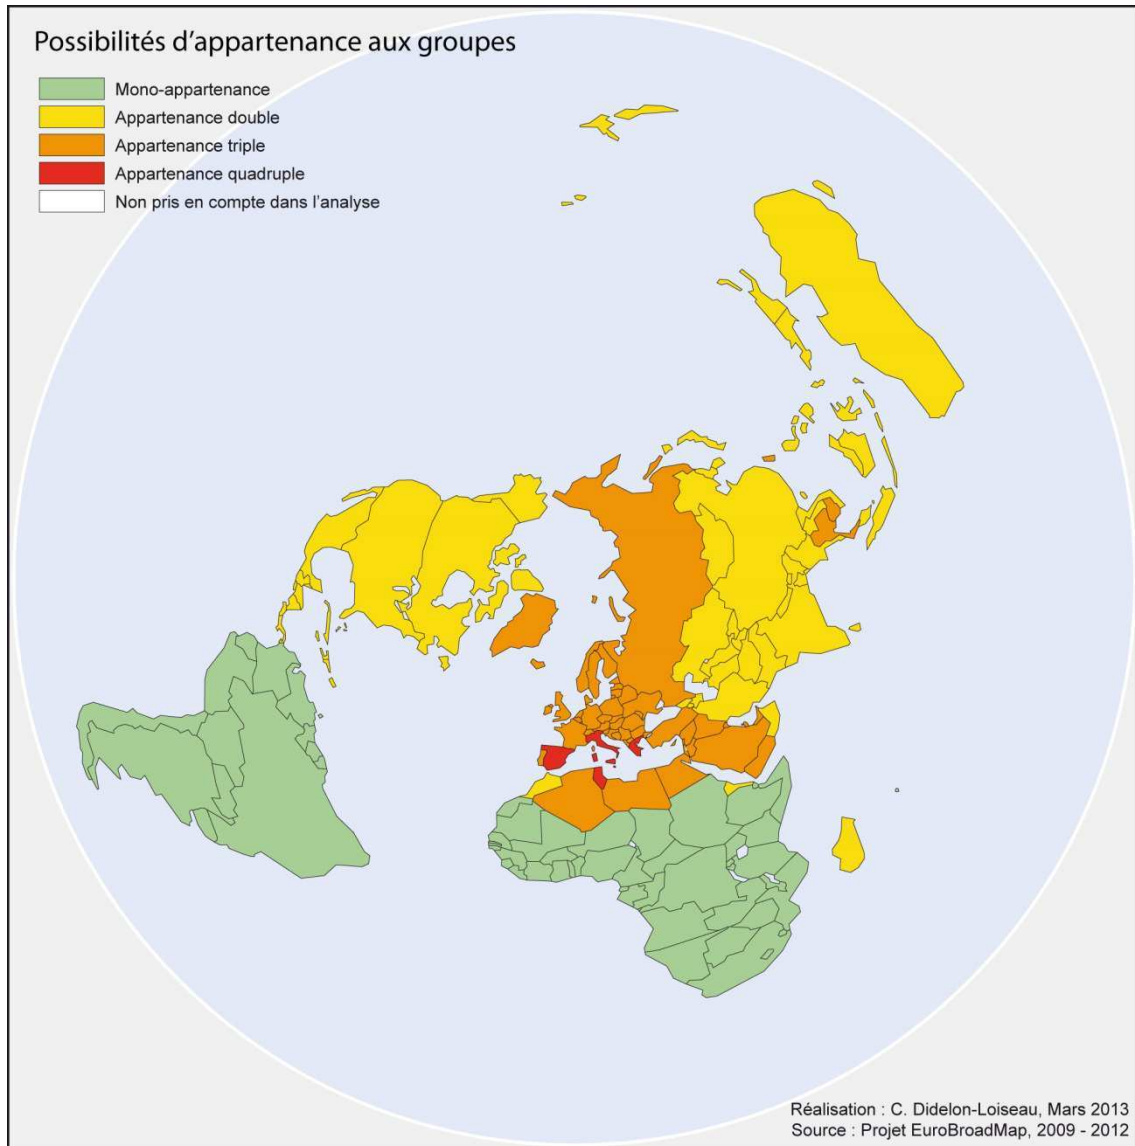 Possibilités d'appartenance aux groupes
Mono-appartenance
Appartenance double
Appartenance triple
Appartenance quadruple
Non pris en compte dans l'analyse
Réalisation : C. Didelon-Loiseau, Mars 2013
Source : Projet EuroBroadMap, 2009 - 2012